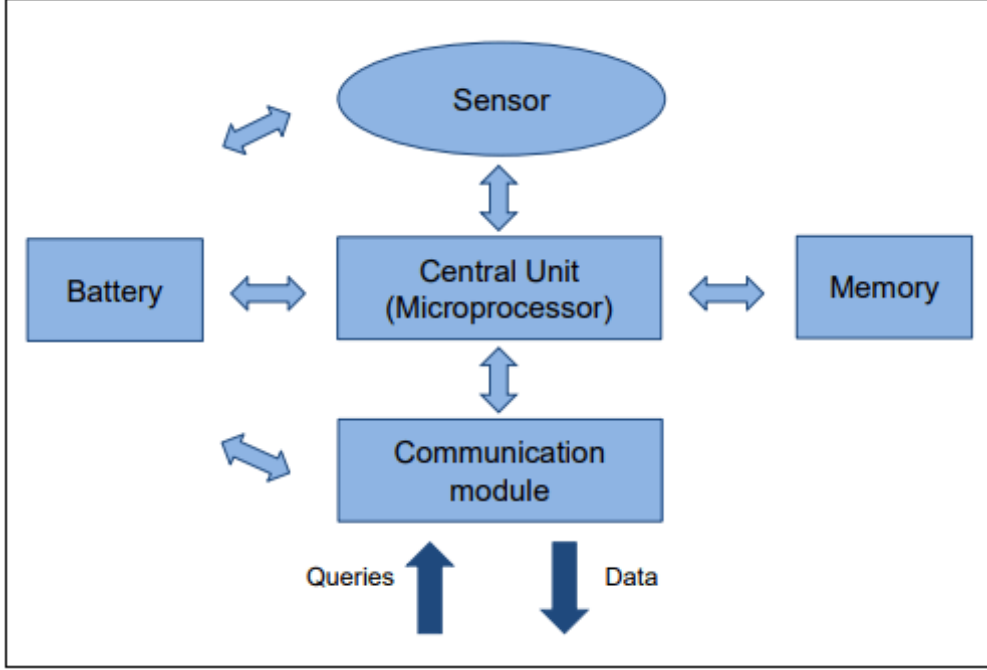 Sensor
Battery
Central Unit
(Microprocessor)
Memory
Communication
module
Queries
Data